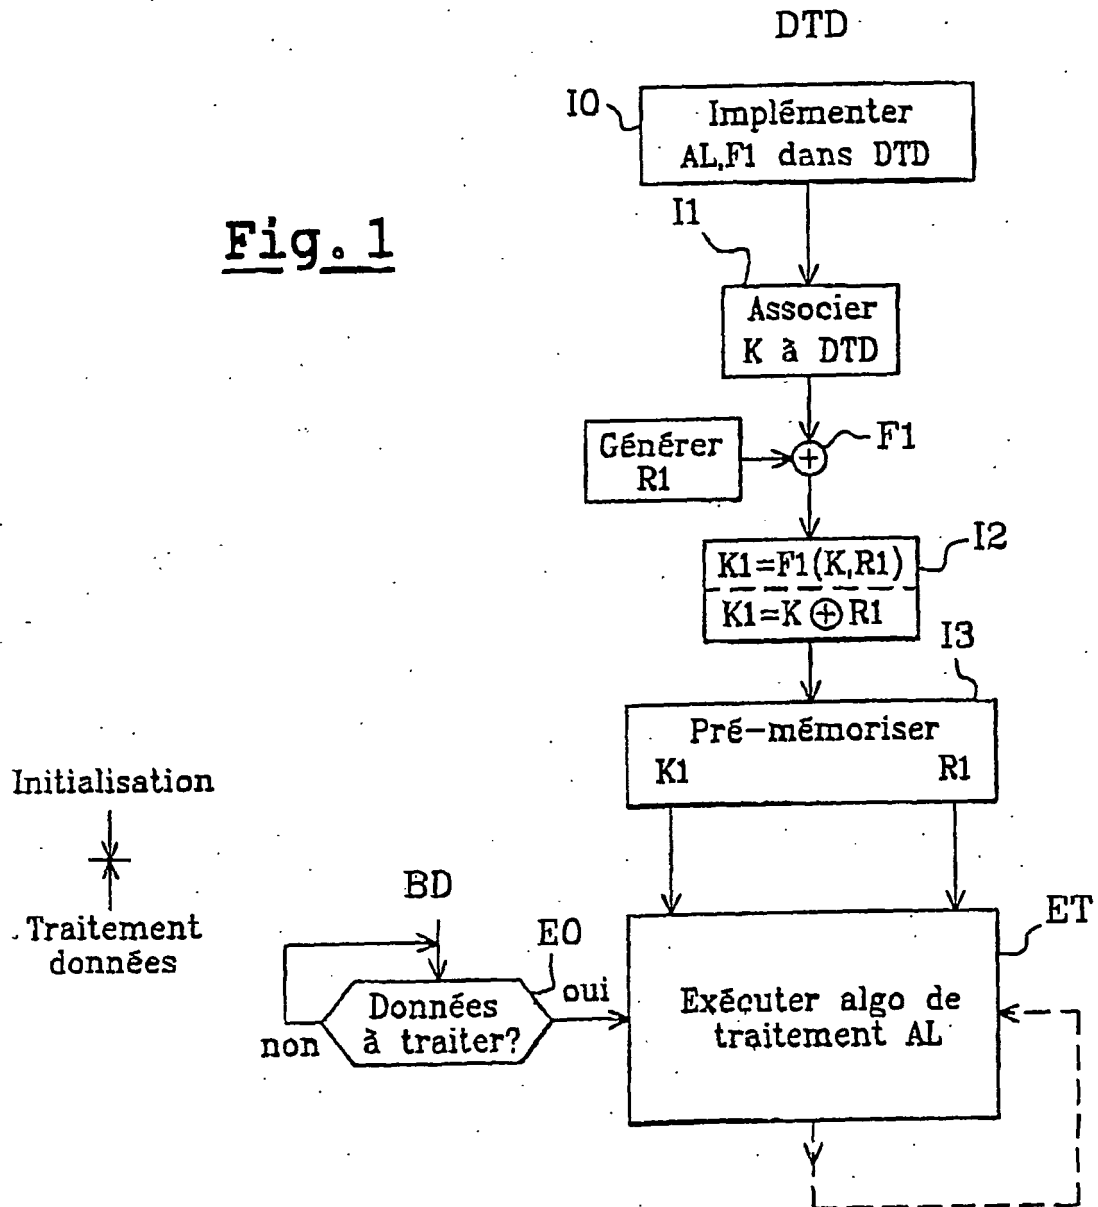 DTD
I0
Implémenter
AL,F1 dans DTD
Fig. 1
I1
Associer
K à DTD
Générer
R1
F1
I2
K1=F1(K,R1)
K1=K⊕R1
I3
Pré-mémoriser
K1 R1
Initialisation
Traitement
données
BD
E0
Données
à traiter?
oui
non
ET
Exécuter algo de
traitement AL